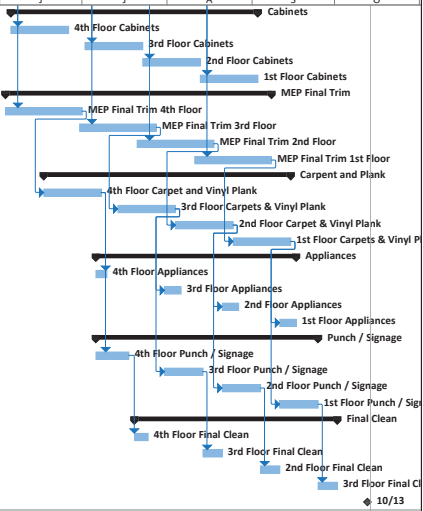 Cabinets
4th Floor Cabinets
3rd Floor Cabinets
2nd Floor Cabinets
1st Floor Cabinets
MEP Final Trim
MEP Final Trim 4th Floor
MEP Final Trim 3rd Floor
MEP Final Trim 2nd Floor
MEP Final Trim 1st Floor
Carpent and Plank
4th Floor Carpet and Vinyl Plank
3rd Floor Carpets & Vinyl Plank
2nd Floor Carpet & Vinyl Plank
1st Floor Carpets & Vinyl Pl
Appliances
4th Floor Appliances
3rd Floor Appliances
2nd Floor Appliances
1st Floor Appliances
Punch / Signage
4th Floor Punch / Signage
3rd Floor Punch / Signage
2nd Floor Punch / Signage
1st Floor Punch / Sign
Final Clean
4th Floor Final Clean
3rd Floor Final Clean
2nd Floor Final Clean
3rd Floor Final Cl
10/13